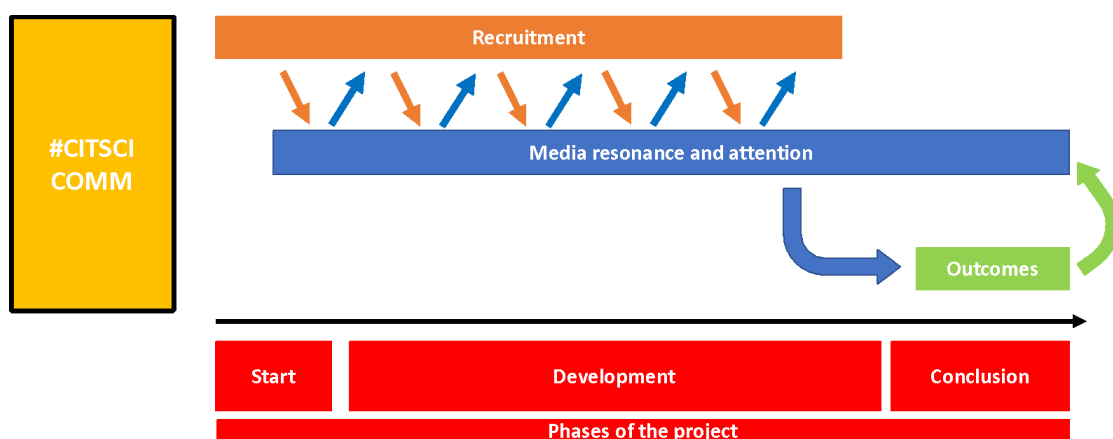 #CITSCI
COMM
Recruitment
Media resonance and attention
Outcomes
Start
Development
Conclusion
Phases of the project